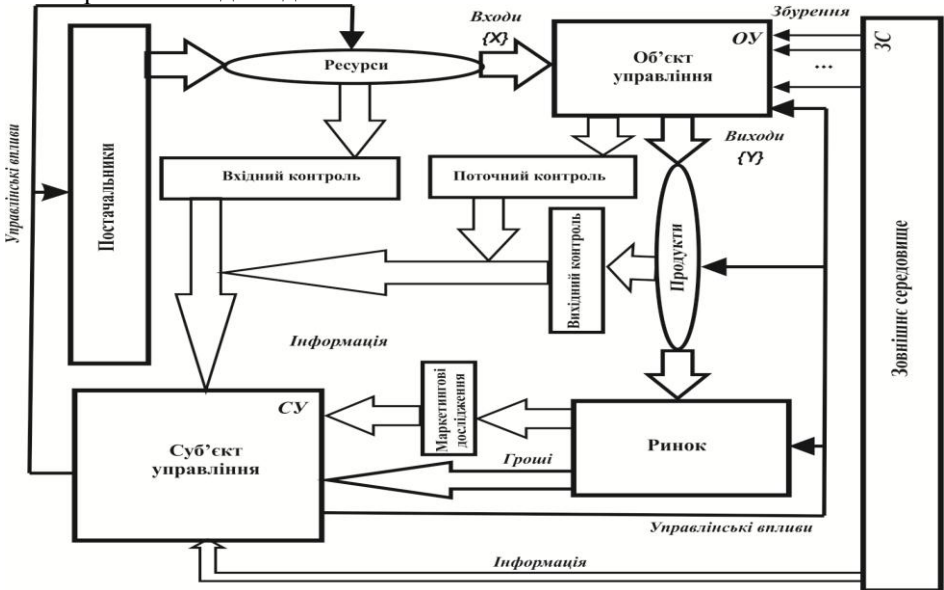 Збурення
Входи
{X}
ОУ
ЗС
Ресурси
Об’єкт
управління
...
Виходи
{Y}
Управлінські впливи
Постачальники
Вхідний контроль
Поточний контроль
Вихідний контроль
Продукти
Зовнішнє середовище
Інформація
СУ
Суб’єкт
управління
Маркетингові
дослідження
Ринок
Гроші
Управлінські впливи
Інформація